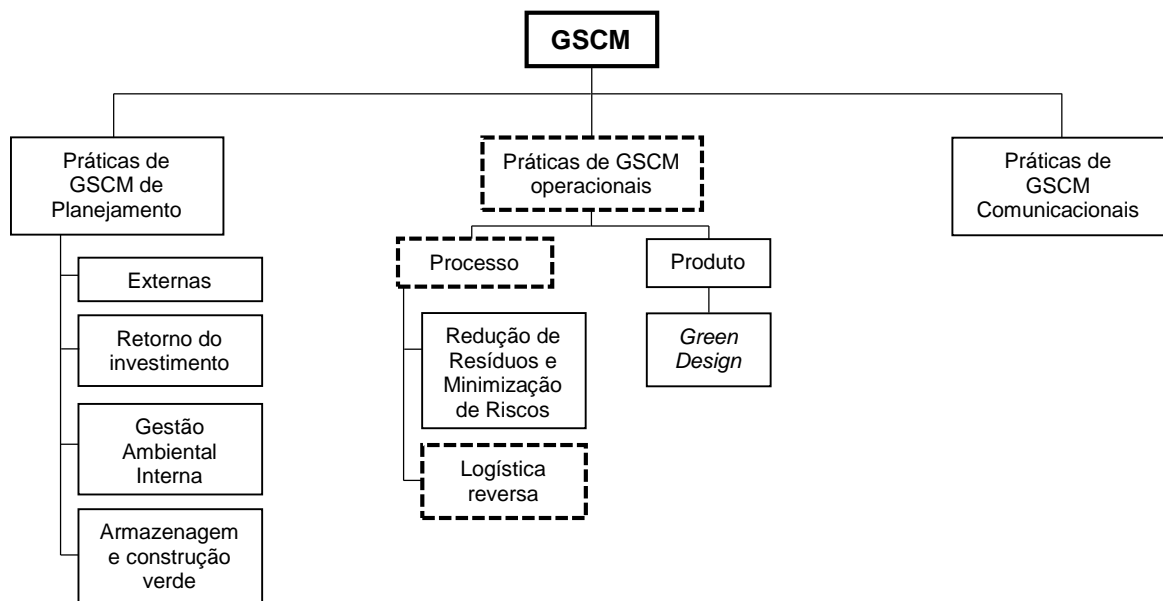 GSCM
Práticas de
GSCM de
Planejamento
Práticas de GSCM
operacionais
Práticas de
GSCM
Comunicacionais
Externas
Retorno do
investimento
Gestão
Ambiental
Interna
Armazenagem
e construção
verde
Processo
Redução de
Resíduos e
Minimização
de Riscos
Logística
reversa
Produto
Green
Design